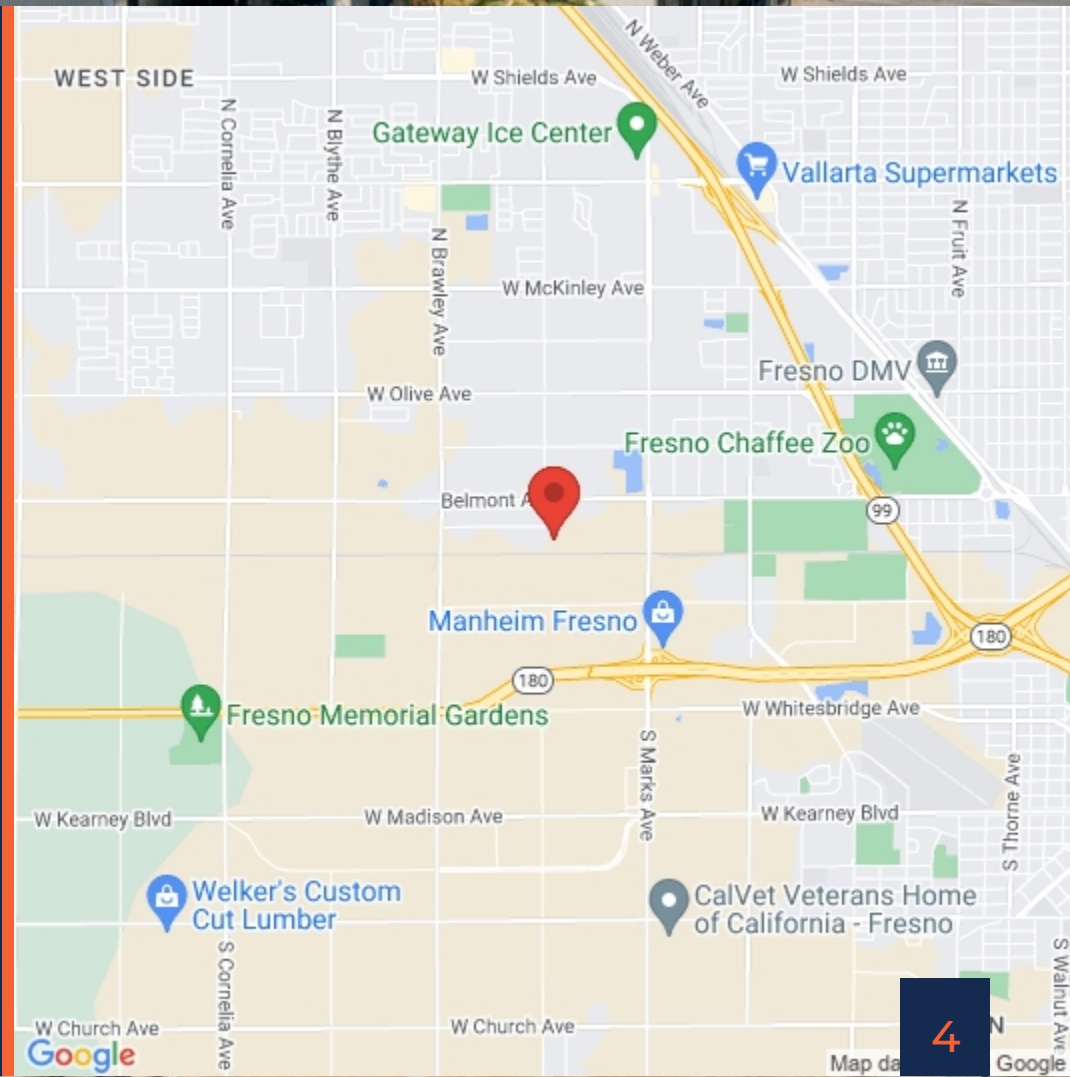 N Weber Ave
WEST SIDE
W Shields Ave
W Shields Ave
N Cornelia Ave
N Blythe Ave
Gateway Ice Center
Vallarta Supermarkets
N Fruit Ave
N Brawley Ave
W McKinley Ave
Fresno DMV
W Olive Ave
Fresno Chaffee Zoo
Belmont
99
Manheim Fresno
180
180
Fresno Memorial Gardens
W Whitesbridge Ave
S Marks Ave
S Thorne Ave
W Kearney Blvd
W Madison Ave
W Kearney Blvd
Welker's Custom
Cut Lumber
CalVet Veterans Home
of California - Fresno
S Cornelia Ave
S Walnut Ave
W Church Ave
W Church Ave
4
N
Google
Map
Google